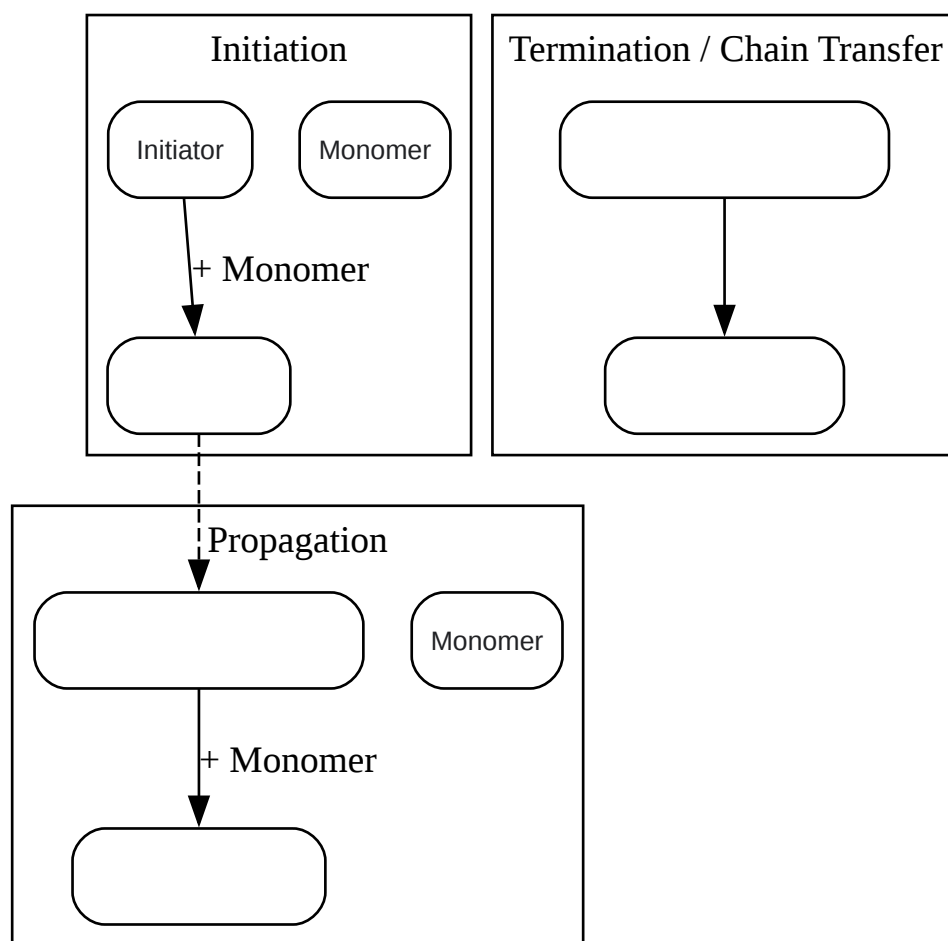 Initiation
Initiator
Monomer
+ Monomer
Termination / Chain Transfer
Propagation
Monomer
+ Monomer